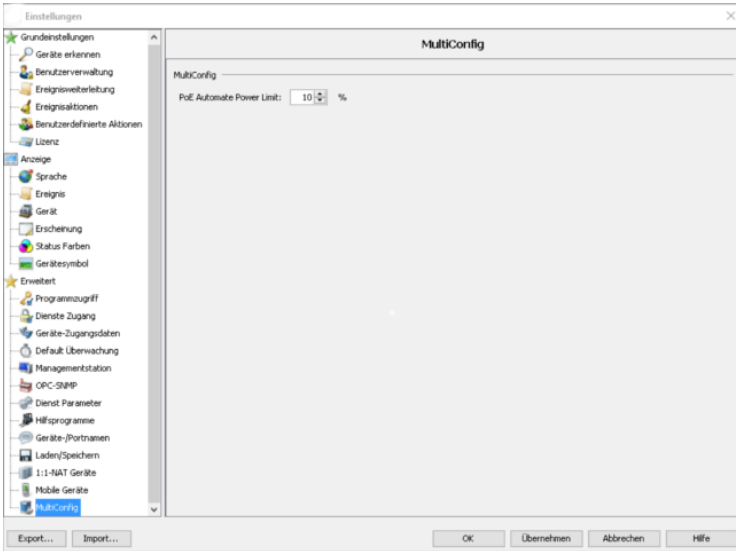 Einstellungen
Grundeinstellungen
Geräte erkennen
Benutzerverwaltung
Ereignisweiterleitung
Ereignisaktionen
Benutzerdefinierte Aktionen
Lizenz
Anzeige
Sprache
Ereignis
Gerät
Erscheinung
Status Farben
Gerätesymbol
Erweitert
Programmzugriff
Dienste Zugang
Geräte-Zugangsdaten
Default Überwachung
Managementstation
OPC-SNMP
Dienst Parameter
Hilfsprogramme
Geräte-/Portnamen
Laden/Speichern
1:1-NAT Geräte
Mobile Geräte
MultiConfig
MultiConfig
MultiConfig
PoE Automate Power Limit: 10 %
Export... Import... OK Übernehmen Abbrechen Hilfe